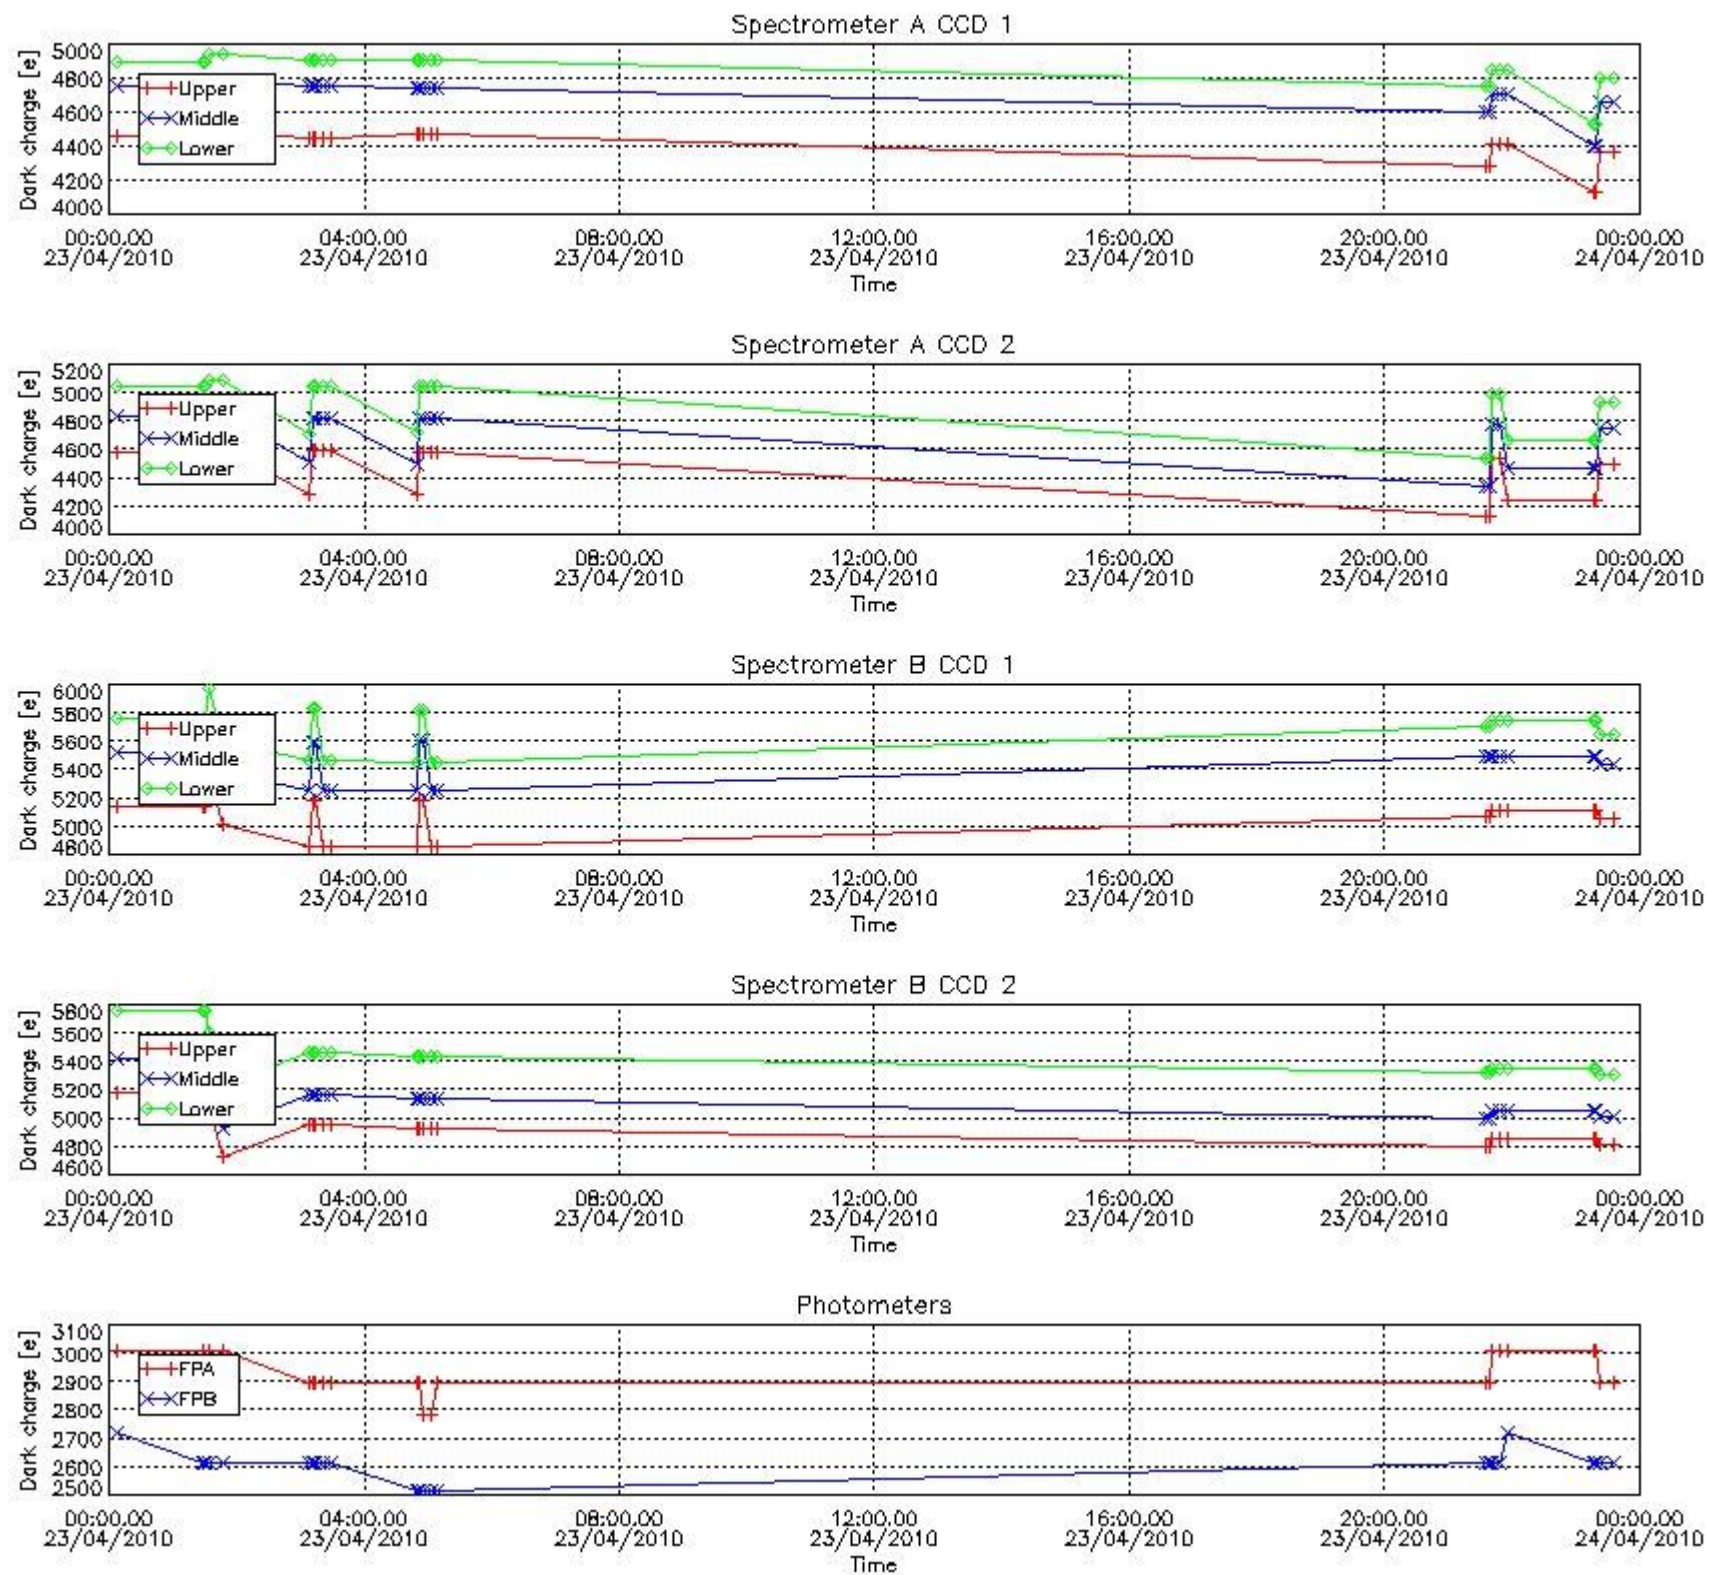 Spectrometer A CCD 1
Dark charge [e]
5000
4800
4600
4400
4200
4000
Upper
Middle
Lower
00:00.00 04:00.00 08:00.00 12:00.00 16:00.00 20:00.00 00:00.00
23/04/2010 23/04/2010 23/04/2010 23/04/2010 23/04/2010 23/04/2010 24/04/2010
Time
Spectrometer A CCD 2
Dark charge [e]
5200
5000
4800
4600
4400
4200
4000
Upper
Middle
Lower
00:00.00 04:00.00 08:00.00 12:00.00 16:00.00 20:00.00 00:00.00
23/04/2010 23/04/2010 23/04/2010 23/04/2010 23/04/2010 23/04/2010 24/04/2010
Time
Spectrometer B CCD 1
Dark charge [e]
6000
5800
5600
5400
5200
5000
4800
Upper
Middle
Lower
00:00.00 04:00.00 08:00.00 12:00.00 16:00.00 20:00.00 00:00.00
23/04/2010 23/04/2010 23/04/2010 23/04/2010 23/04/2010 23/04/2010 24/04/2010
Time
Spectrometer B CCD 2
Dark charge [e]
5800
5600
5400
5200
5000
4800
4600
Upper
Middle
Lower
00:00.00 04:00.00 08:00.00 12:00.00 16:00.00 20:00.00 00:00.00
23/04/2010 23/04/2010 23/04/2010 23/04/2010 23/04/2010 23/04/2010 24/04/2010
Time
Photometers
Dark charge [e]
3100
3000
2900
2800
2700
2600
2500
FPA
FPB
00:00.00 04:00.00 08:00.00 12:00.00 16:00.00 20:00.00 00:00.00
23/04/2010 23/04/2010 23/04/2010 23/04/2010 23/04/2010 23/04/2010 24/04/2010
Time